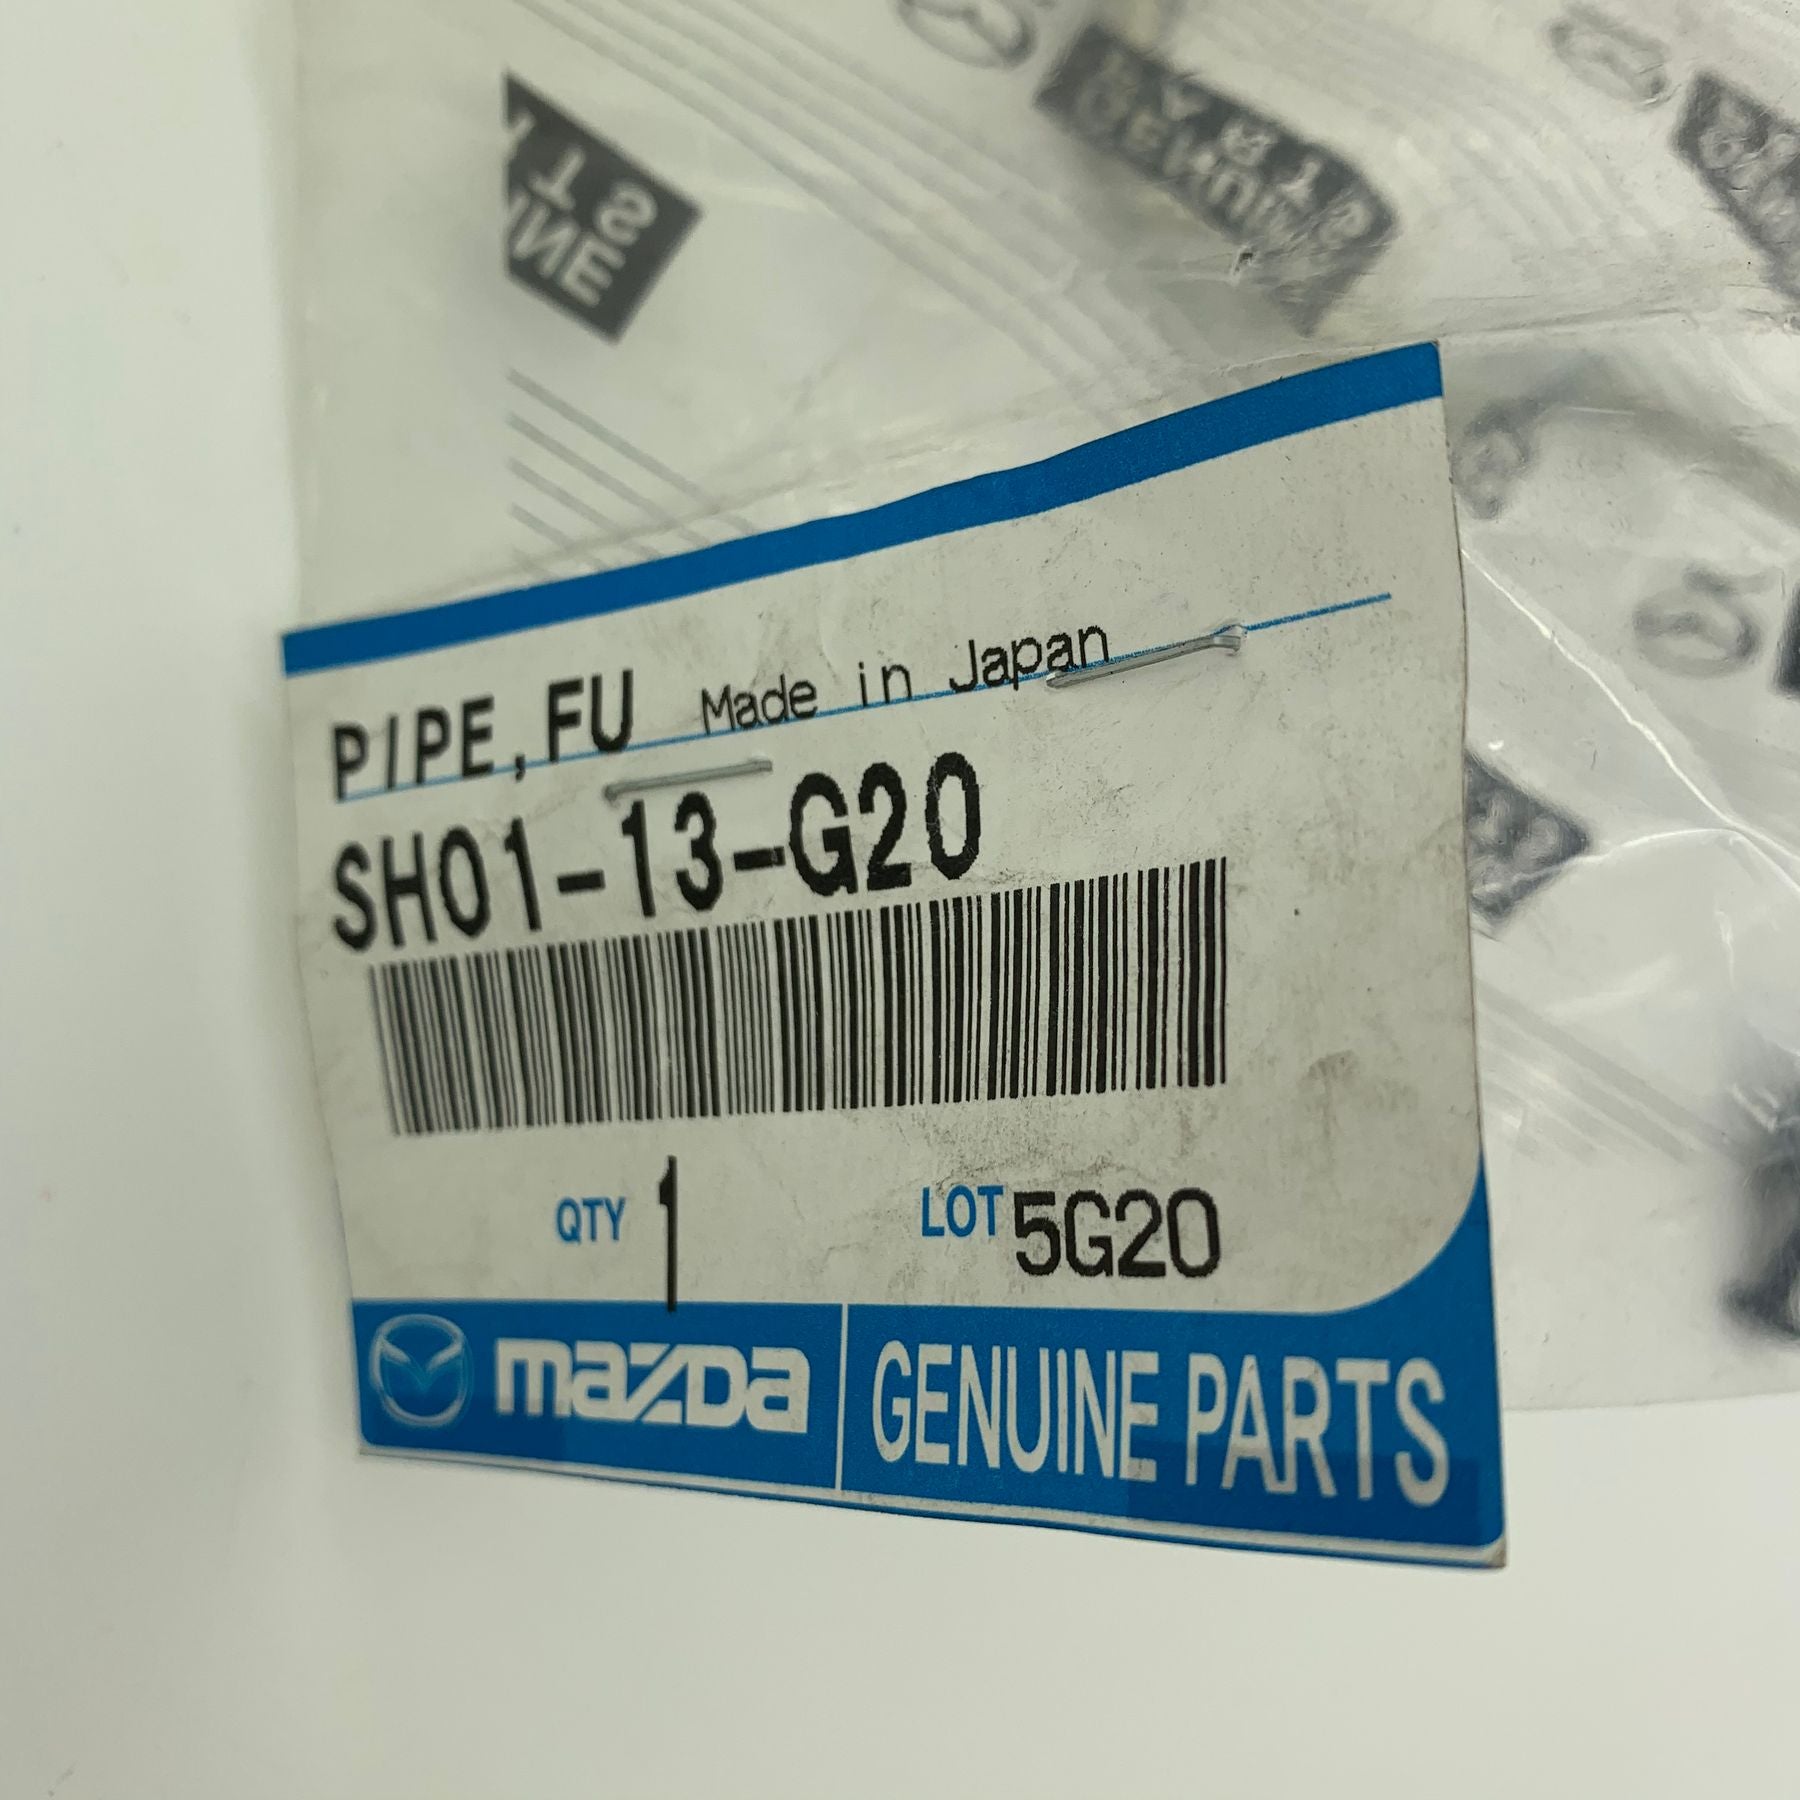 PIPE,FU Made in Japan
SH01-13-G20
QTY 1 LOT 5G20
mazda GENUINE PARTS